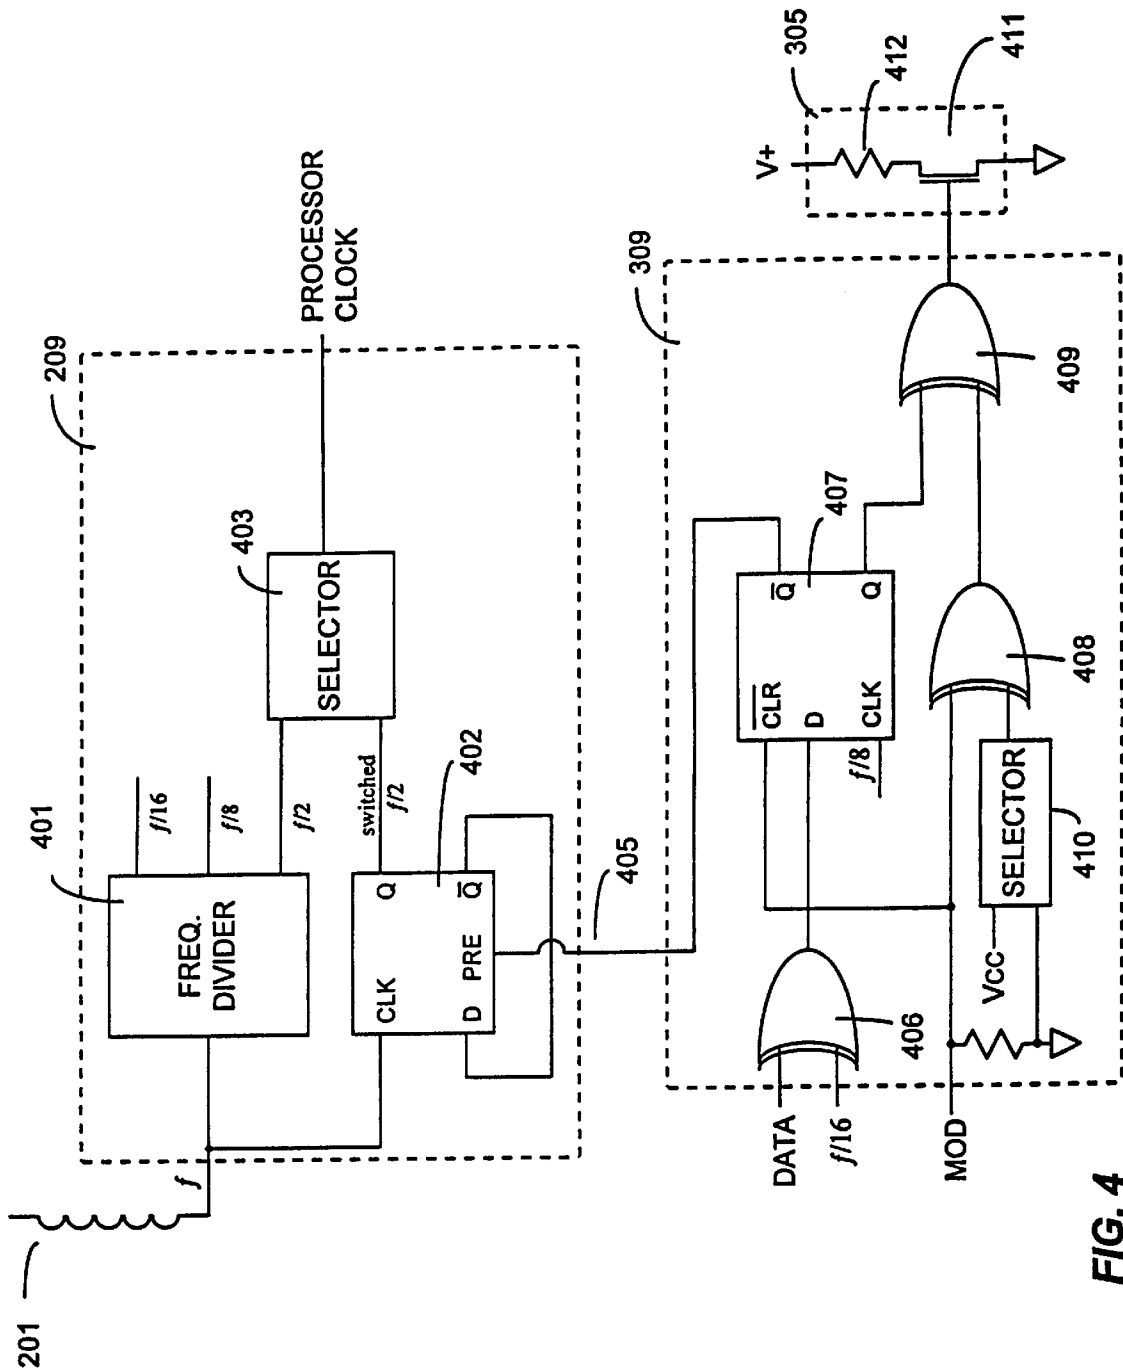 201
f
209
401
FREQ.
DIVIDER
f/16
f/8
f/2
403
SELECTOR
PROCESSOR
CLOCK
switched
f/2
402
CLK
Q
D
PRE
Q̅
405
309
DATA
f/16
406
MOD
C̅L̅R̅
D
CLK
f/8
Q̅
Q
407
VCC
SELECTOR
410
408
409
305
V+
412
411
FIG. 4